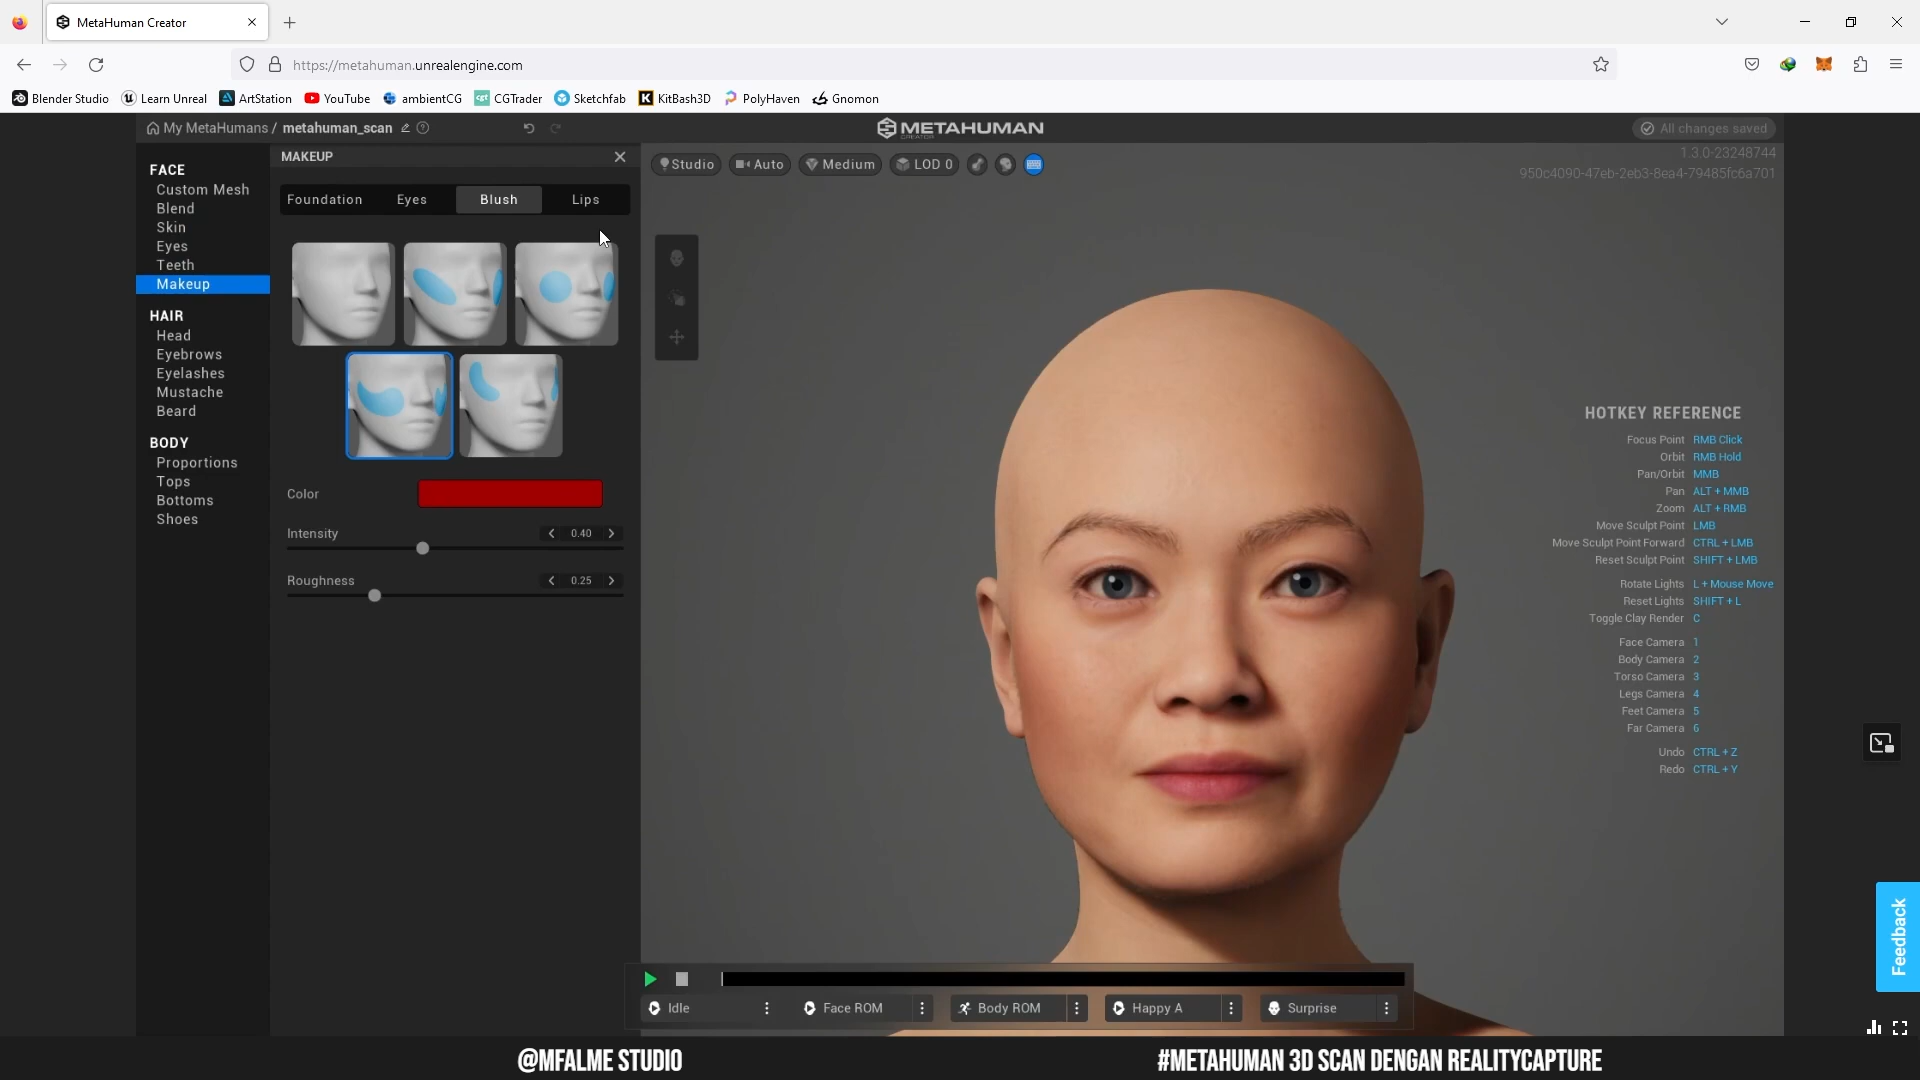 MetaHuman Creator
https://metahuman.unrealengine.com
Blender Studio
Learn Unreal
ArtStation
YouTube
ambientCG
CGTrader
Sketchfab
KitBash3D
PolyHaven
Gnomon
My MetaHumans / metahuman_scan
METAHUMAN
CREATOR
All changes saved
1.3.0-23248744
950c4090-47eb-2eb3-8ea4-79485fc6a701
FACE
Custom Mesh
Blend
Skin
Eyes
Teeth
Makeup
HAIR
Head
Eyebrows
Eyelashes
Mustache
Beard
BODY
Proportions
Tops
Bottoms
Shoes
MAKEUP
Foundation
Eyes
Blush
Lips
Color
Intensity
0.40
Roughness
0.25
Studio
Auto
Medium
LOD 0
HOTKEY REFERENCE
Focus Point RMB Click
Orbit RMB Hold
Pan/Orbit MMB
Pan ALT + MMB
Zoom ALT + RMB
Move Sculpt Point LMB
Move Sculpt Point Forward CTRL + LMB
Reset Sculpt Point SHIFT + LMB
Rotate Lights L + Mouse Move
Reset Lights SHIFT + L
Toggle Clay Render C
Face Camera 1
Body Camera 2
Torso Camera 3
Legs Camera 4
Feet Camera 5
Far Camera 6
Undo CTRL + Z
Redo CTRL + Y
Feedback
Idle
Face ROM
Body ROM
Happy A
Surprise
@MFALME STUDIO
#METAHUMAN 3D SCAN DENGAN REALITYCAPTURE